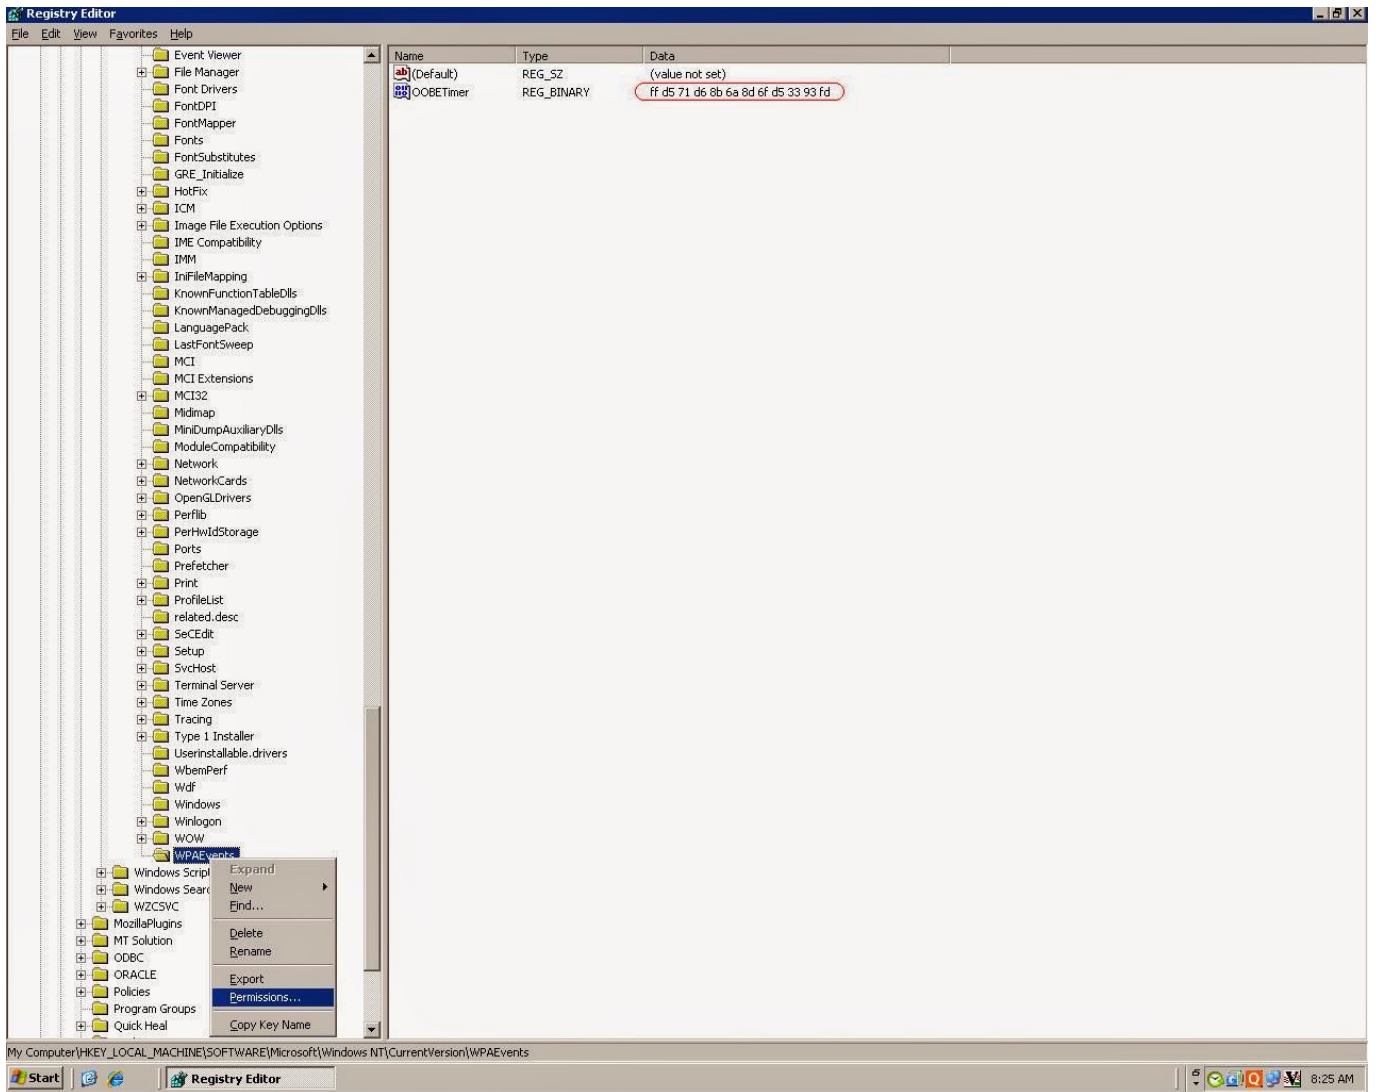 Registry Editor
File Edit View Favorites Help
Event Viewer
File Manager
Font Drivers
FontDPI
FontMapper
Fonts
FontSubstitutes
GRE_Initialize
HotFix
ICM
Image File Execution Options
IME Compatibility
IMM
IniFileMapping
KnownFunctionTableDlls
KnownManagedDebuggingDlls
LanguagePack
LastFontSweep
MCI
MCI Extensions
MCI32
Midimap
MiniDumpAuxiliaryDlls
ModuleCompatibility
Network
NetworkCards
OpenGLDrivers
Perflib
PerHwIdStorage
Ports
Prefetcher
Print
ProfileList
related.desc
SeCEdit
Setup
SvcHost
Terminal Server
Time Zones
Tracing
Type 1 Installer
Userinstallable.drivers
WbemPerf
Wdf
Windows
Winlogon
WOW
WPAEvents
Windows Script
Windows Searc
WZCSVC
MozillaPlugins
MT Solution
ODBC
ORACLE
Policies
Program Groups
Quick Heal
Expand
New
Find...
Delete
Rename
Export
Permissions...
Copy Key Name
Name Type Data
(Default) REG_SZ (value not set)
OOBETimer REG_BINARY ff d5 71 d6 8b 6a 8d 6f d5 33 93 fd
My Computer\HKEY_LOCAL_MACHINE\SOFTWARE\Microsoft\Windows NT\CurrentVersion\WPAEvents
Start Registry Editor 8:25 AM